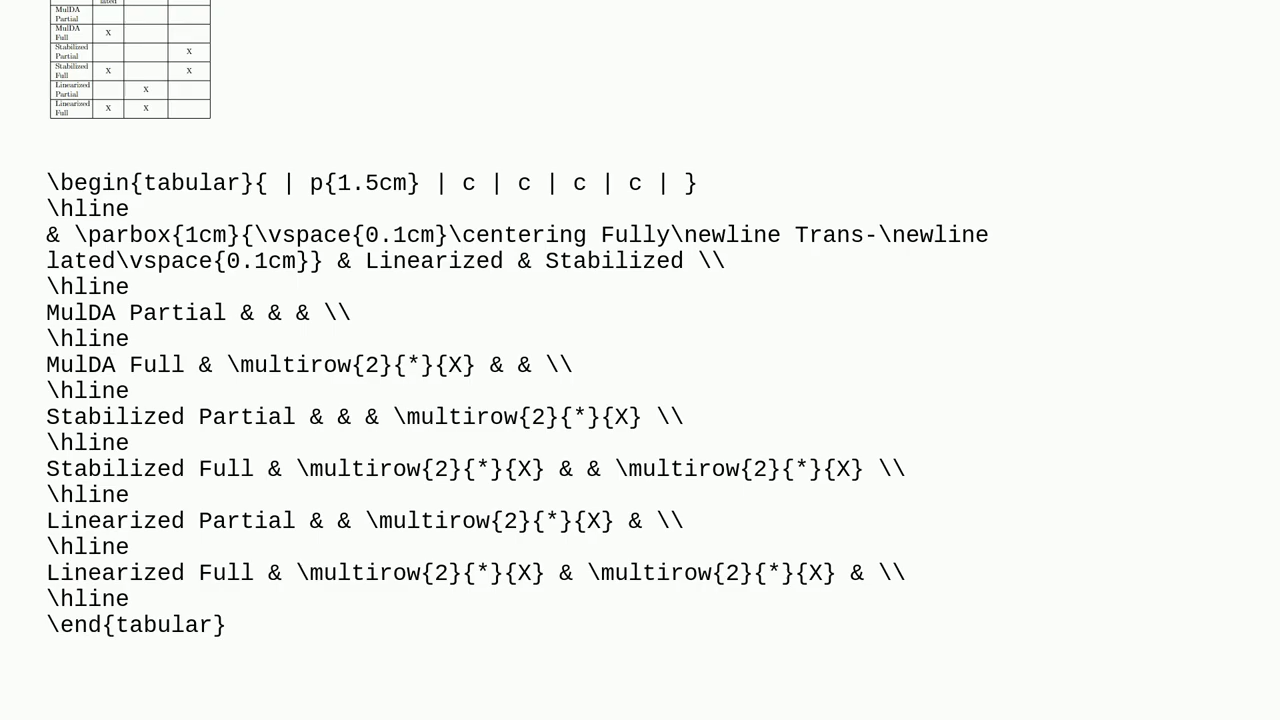 lated
MulDA
Partial
MulDA
Full X
Stabilized
Partial X
Stabilized
Full X X
Linearized
Partial X
Linearized
Full X X
\begin{tabular}{ | p{1.5cm} | c | c | c | c | }
\hline
& \parbox{1cm}{\vspace{0.1cm}\centering Fully\newline Trans-\newline
lated\vspace{0.1cm}} & Linearized & Stabilized \\
\hline
MulDA Partial & & & \\
\hline
MulDA Full & \multirow{2}{*}{X} & & \\
\hline
Stabilized Partial & & & \multirow{2}{*}{X} \\
\hline
Stabilized Full & \multirow{2}{*}{X} & & \multirow{2}{*}{X} \\
\hline
Linearized Partial & & \multirow{2}{*}{X} & \\
\hline
Linearized Full & \multirow{2}{*}{X} & \multirow{2}{*}{X} & \\
\hline
\end{tabular}